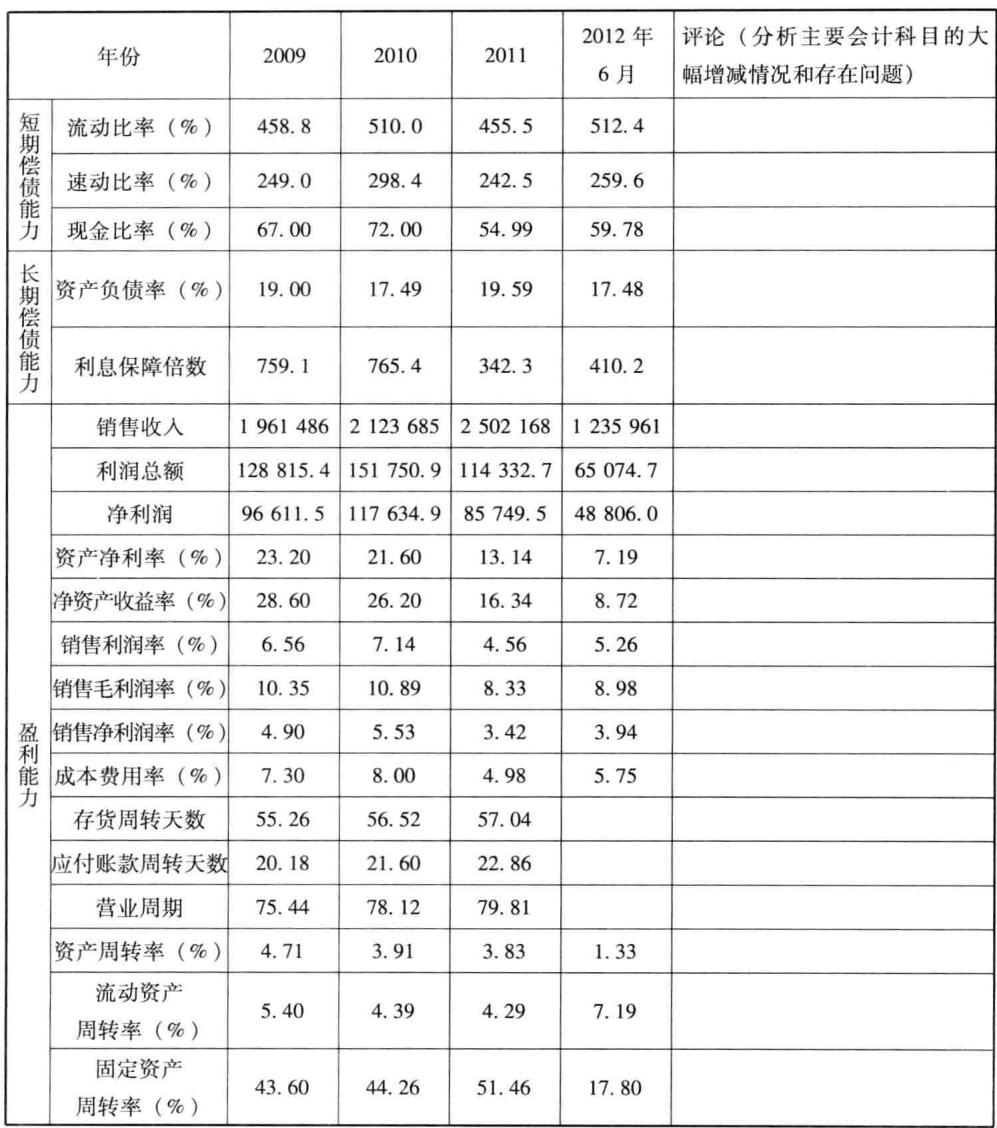 年份 2009 2010 2011 2012 年 6 月 评论（分析主要会计科目的大
幅增减情况和存在问题）
短期偿债能力
流动比率（%） 458.8 510.0 455.5 512.4
速动比率（%） 249.0 298.4 242.5 259.6
现金比率（%） 67.00 72.00 54.99 59.78
长期偿债能力
资产负债率（%） 19.00 17.49 19.59 17.48
利息保障倍数 759.1 765.4 342.3 410.2
盈利能力
销售收入 1 961 486 2 123 685 2 502 168 1 235 961
利润总额 128 815.4 151 750.9 114 332.7 65 074.7
净利润 96 611.5 117 634.9 85 749.5 48 806.0
资产净利率（%） 23.20 21.60 13.14 7.19
净资产收益率（%） 28.60 26.20 16.34 8.72
销售利润率（%） 6.56 7.14 4.56 5.26
销售毛利润率（%） 10.35 10.89 8.33 8.98
销售净利润率（%） 4.90 5.53 3.42 3.94
成本费用率（%） 7.30 8.00 4.98 5.75
存货周转天数 55.26 56.52 57.04
应付账款周转天数 20.18 21.60 22.86
营业周期 75.44 78.12 79.81
资产周转率（%） 4.71 3.91 3.83 1.33
流动资产
周转率（%） 5.40 4.39 4.29 7.19
固定资产
周转率（%） 43.60 44.26 51.46 17.80